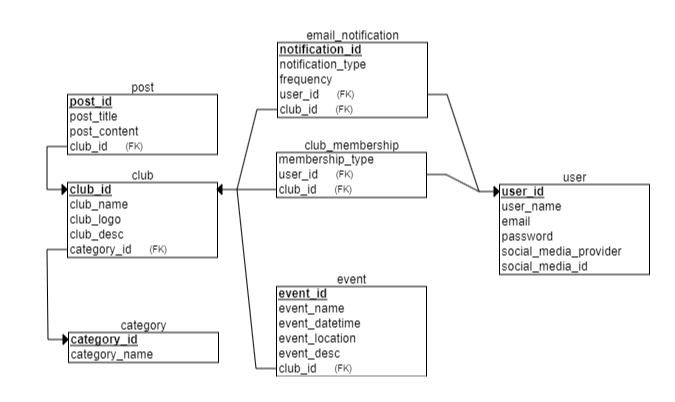 post
post_id
post_title
post_content
club_id (FK)
club
club_id
club_name
club_logo
club_desc
category_id (FK)
category
category_id
category_name
email_notification
notification_id
notification_type
frequency
user_id (FK)
club_id (FK)
club_membership
membership_type
user_id (FK)
club_id (FK)
event
event_id
event_name
event_datetime
event_location
event_desc
club_id (FK)
user
user_id
user_name
email
password
social_media_provider
social_media_id